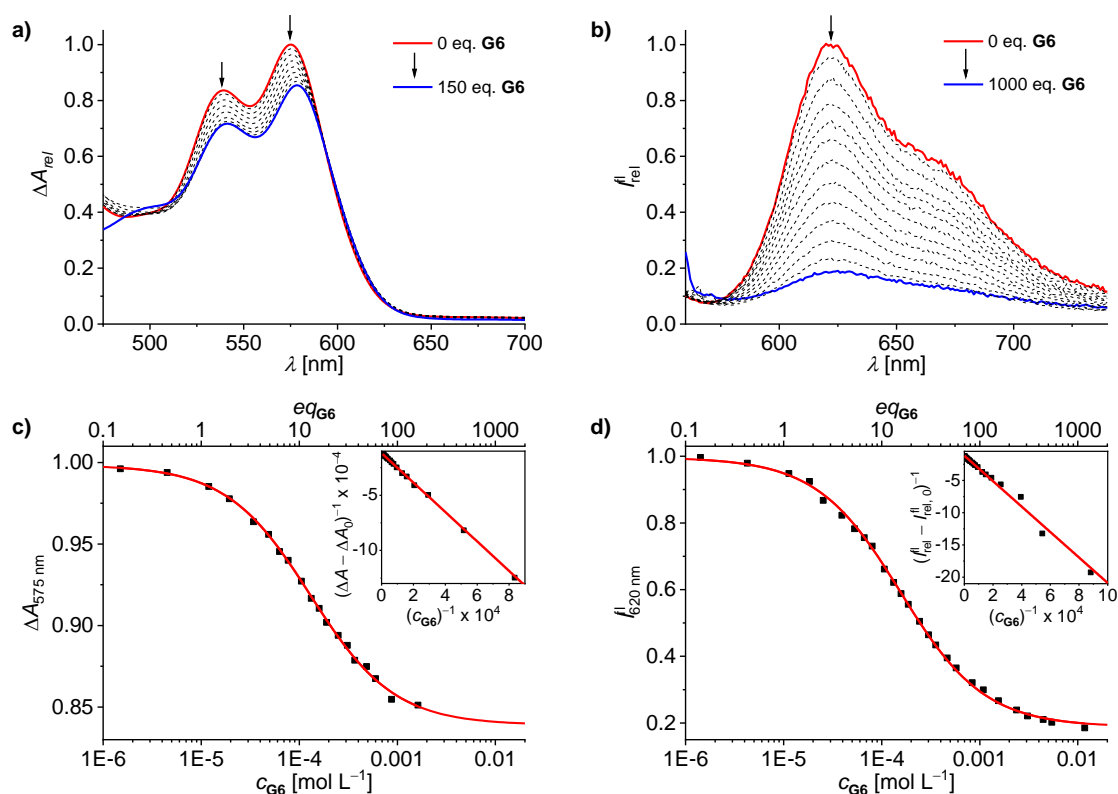 a)
0 eq. G6
150 eq. G6
ΔA_rel
1.0
0.8
0.6
0.4
0.2
0.0
500
550
600
650
700
λ [nm]
b)
0 eq. G6
1000 eq. G6
I^fl_rel
1.0
0.8
0.6
0.4
0.2
0.0
600
650
700
λ [nm]
c)
eq_G6
0.1
1
10
100
1000
ΔA_575 nm
1.00
0.95
0.90
0.85
1E-6
1E-5
1E-4
0.001
0.01
c_G6 [mol L⁻¹]
(ΔA – ΔA₀)⁻¹ x 10⁻⁴
-5
-10
0
2
4
6
8
(c_G6)⁻¹ x 10⁴
d)
eq_G6
0.1
1
10
100
1000
I^fl_620 nm
1.0
0.8
0.6
0.4
0.2
1E-6
1E-5
1E-4
0.001
0.01
c_G6 [mol L⁻¹]
(I^fl_rel – I^fl_rel, 0)⁻¹
-5
-10
-15
-20
0
2
4
6
8
10
(c_G6)⁻¹ x 10⁴